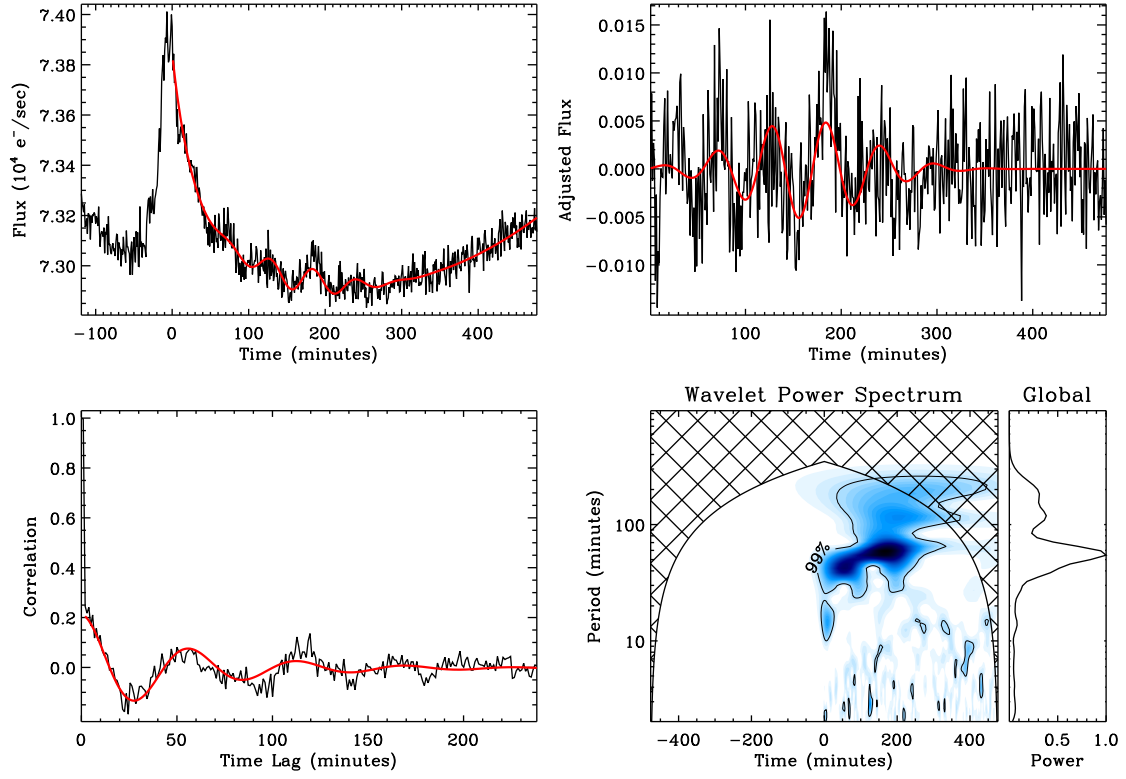 7.40
7.38
7.36
7.34
7.32
7.30
Flux (10⁴ e⁻/sec)
−100 0 100 200 300 400
Time (minutes)
0.015
0.010
0.005
0.000
−0.005
−0.010
Adjusted Flux
100 200 300 400
Time (minutes)
1.0
0.8
0.6
0.4
0.2
0.0
Correlation
0 50 100 150 200
Time Lag (minutes)
Wavelet Power Spectrum
100
10
Period (minutes)
99%
−400 −200 0 200 400
Time (minutes)
Global
0.5 1.0
Power